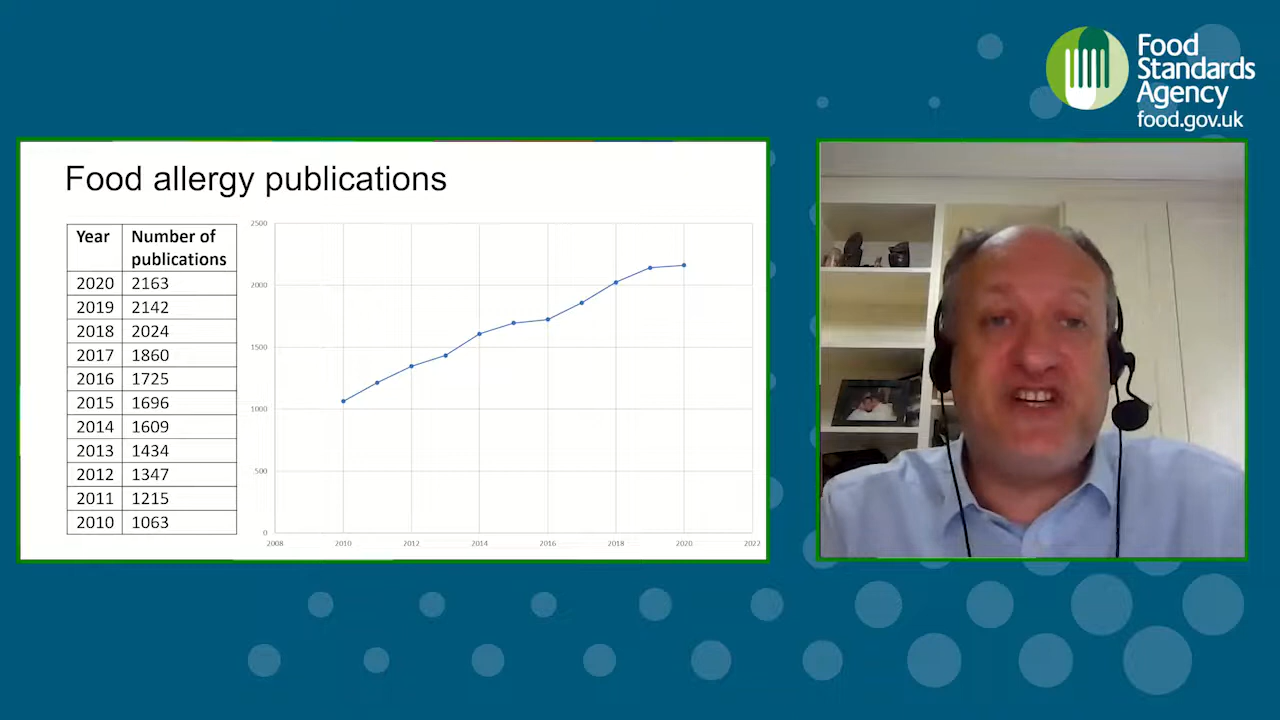 Food
Standards
Agency
food.gov.uk
Food allergy publications
Year Number of
publications
2020 2163
2019 2142
2018 2024
2017 1860
2016 1725
2015 1696
2014 1609
2013 1434
2012 1347
2011 1215
2010 1063
2500
2000
1500
1000
500
0
2008 2010 2012 2014 2016 2018 2020 2022